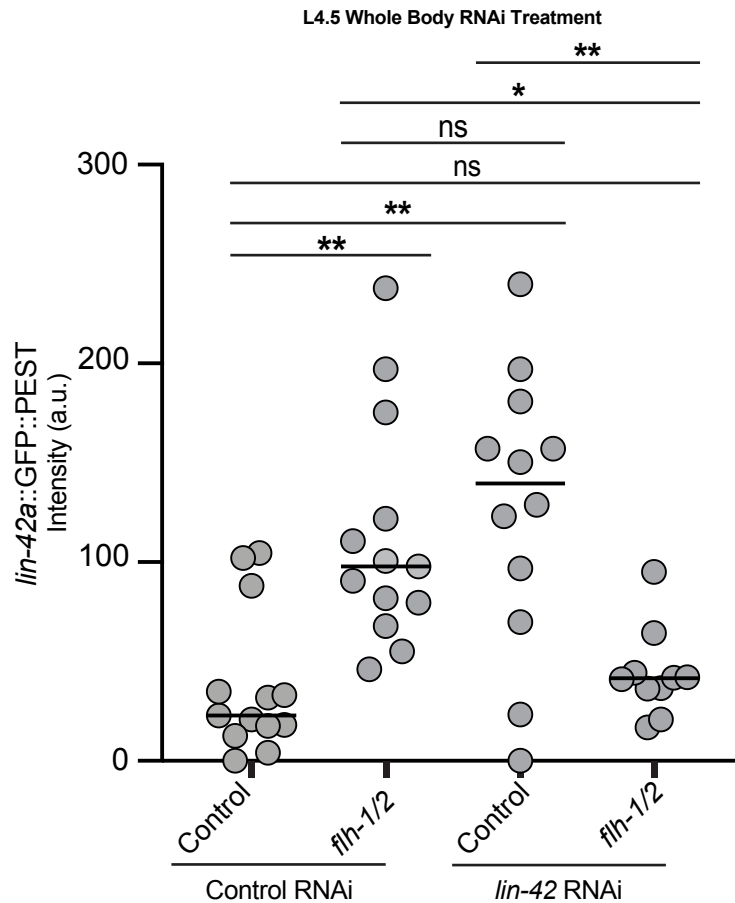 L4.5 Whole Body RNAi Treatment
**
*
ns
ns
**
**
300
200
100
0
lin-42a::GFP::PEST
Intensity (a.u.)
Control
flh-1/2
Control
flh-1/2
Control RNAi
lin-42 RNAi